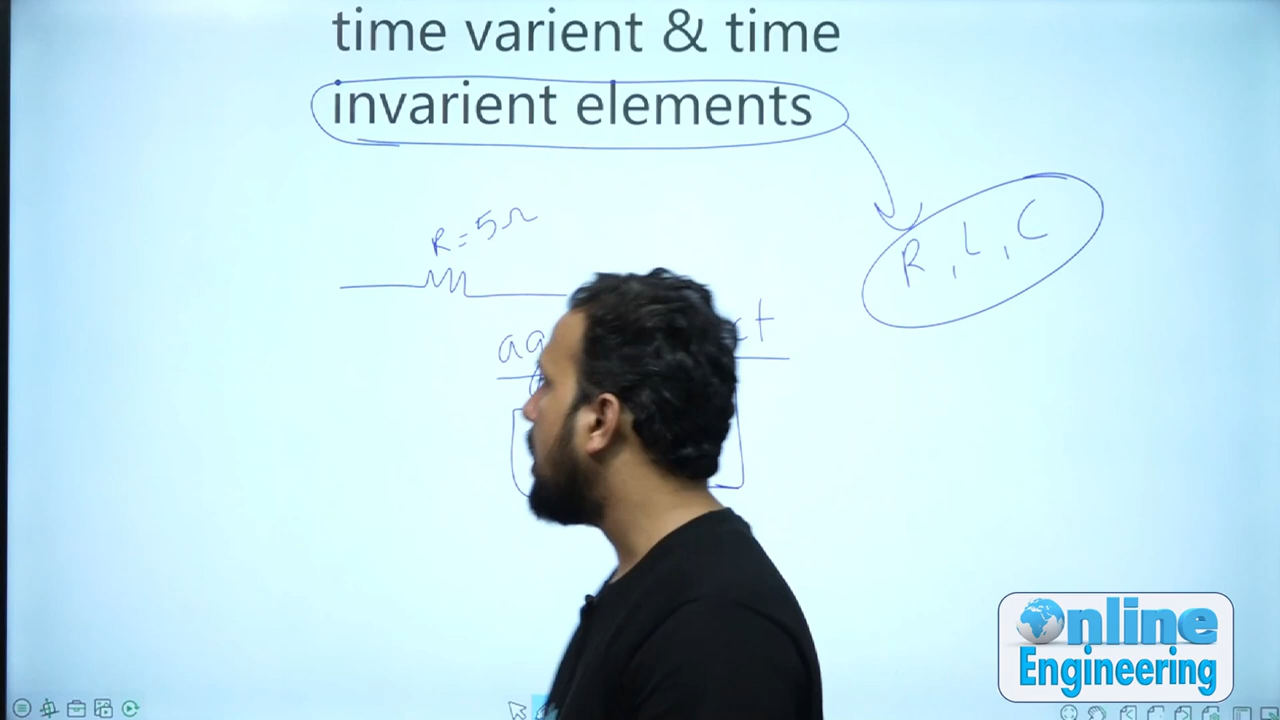 time varient & time
invarient elements
R = 5Ω
R, L, C
Online
Engineering